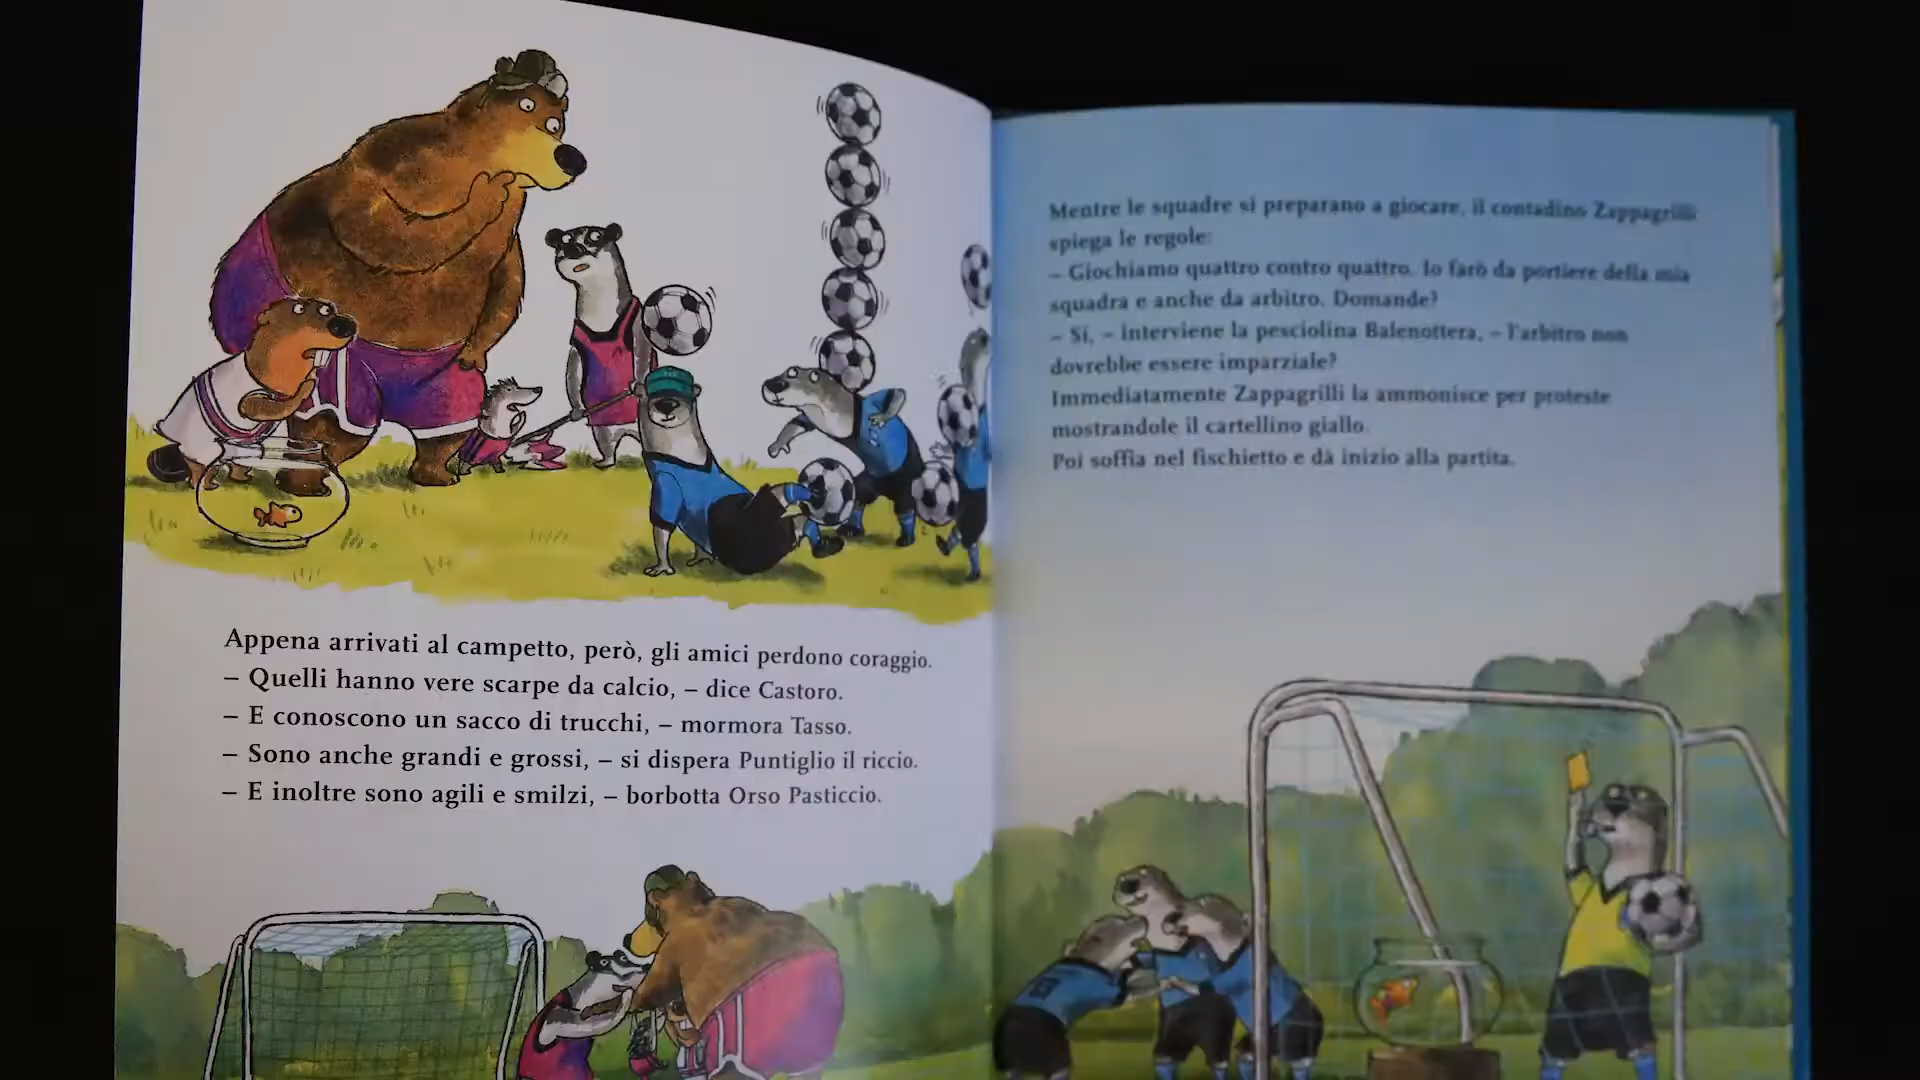 Appena arrivati al campetto, però, gli amici perdono coraggio.
– Quelli hanno vere scarpe da calcio, – dice Castoro.
– E conoscono un sacco di trucchi, – mormora Tasso.
– Sono anche grandi e grossi, – si dispera Puntiglio il riccio.
– E inoltre sono agili e smilzi, – borbotta Orso Pasticcio.
Mentre le squadre si preparano a giocare, il contadino Zappagrilli
spiega le regole:
– Giochiamo quattro contro quattro. Io farò da portiere della mia
squadra e anche da arbitro. Domande?
– Sì, – interviene la pesciolina Balenottera, – l'arbitro non
dovrebbe essere imparziale?
Immediatamente Zappagrilli la ammonisce per proteste
mostrandole il cartellino giallo.
Poi soffia nel fischietto e dà inizio alla partita.